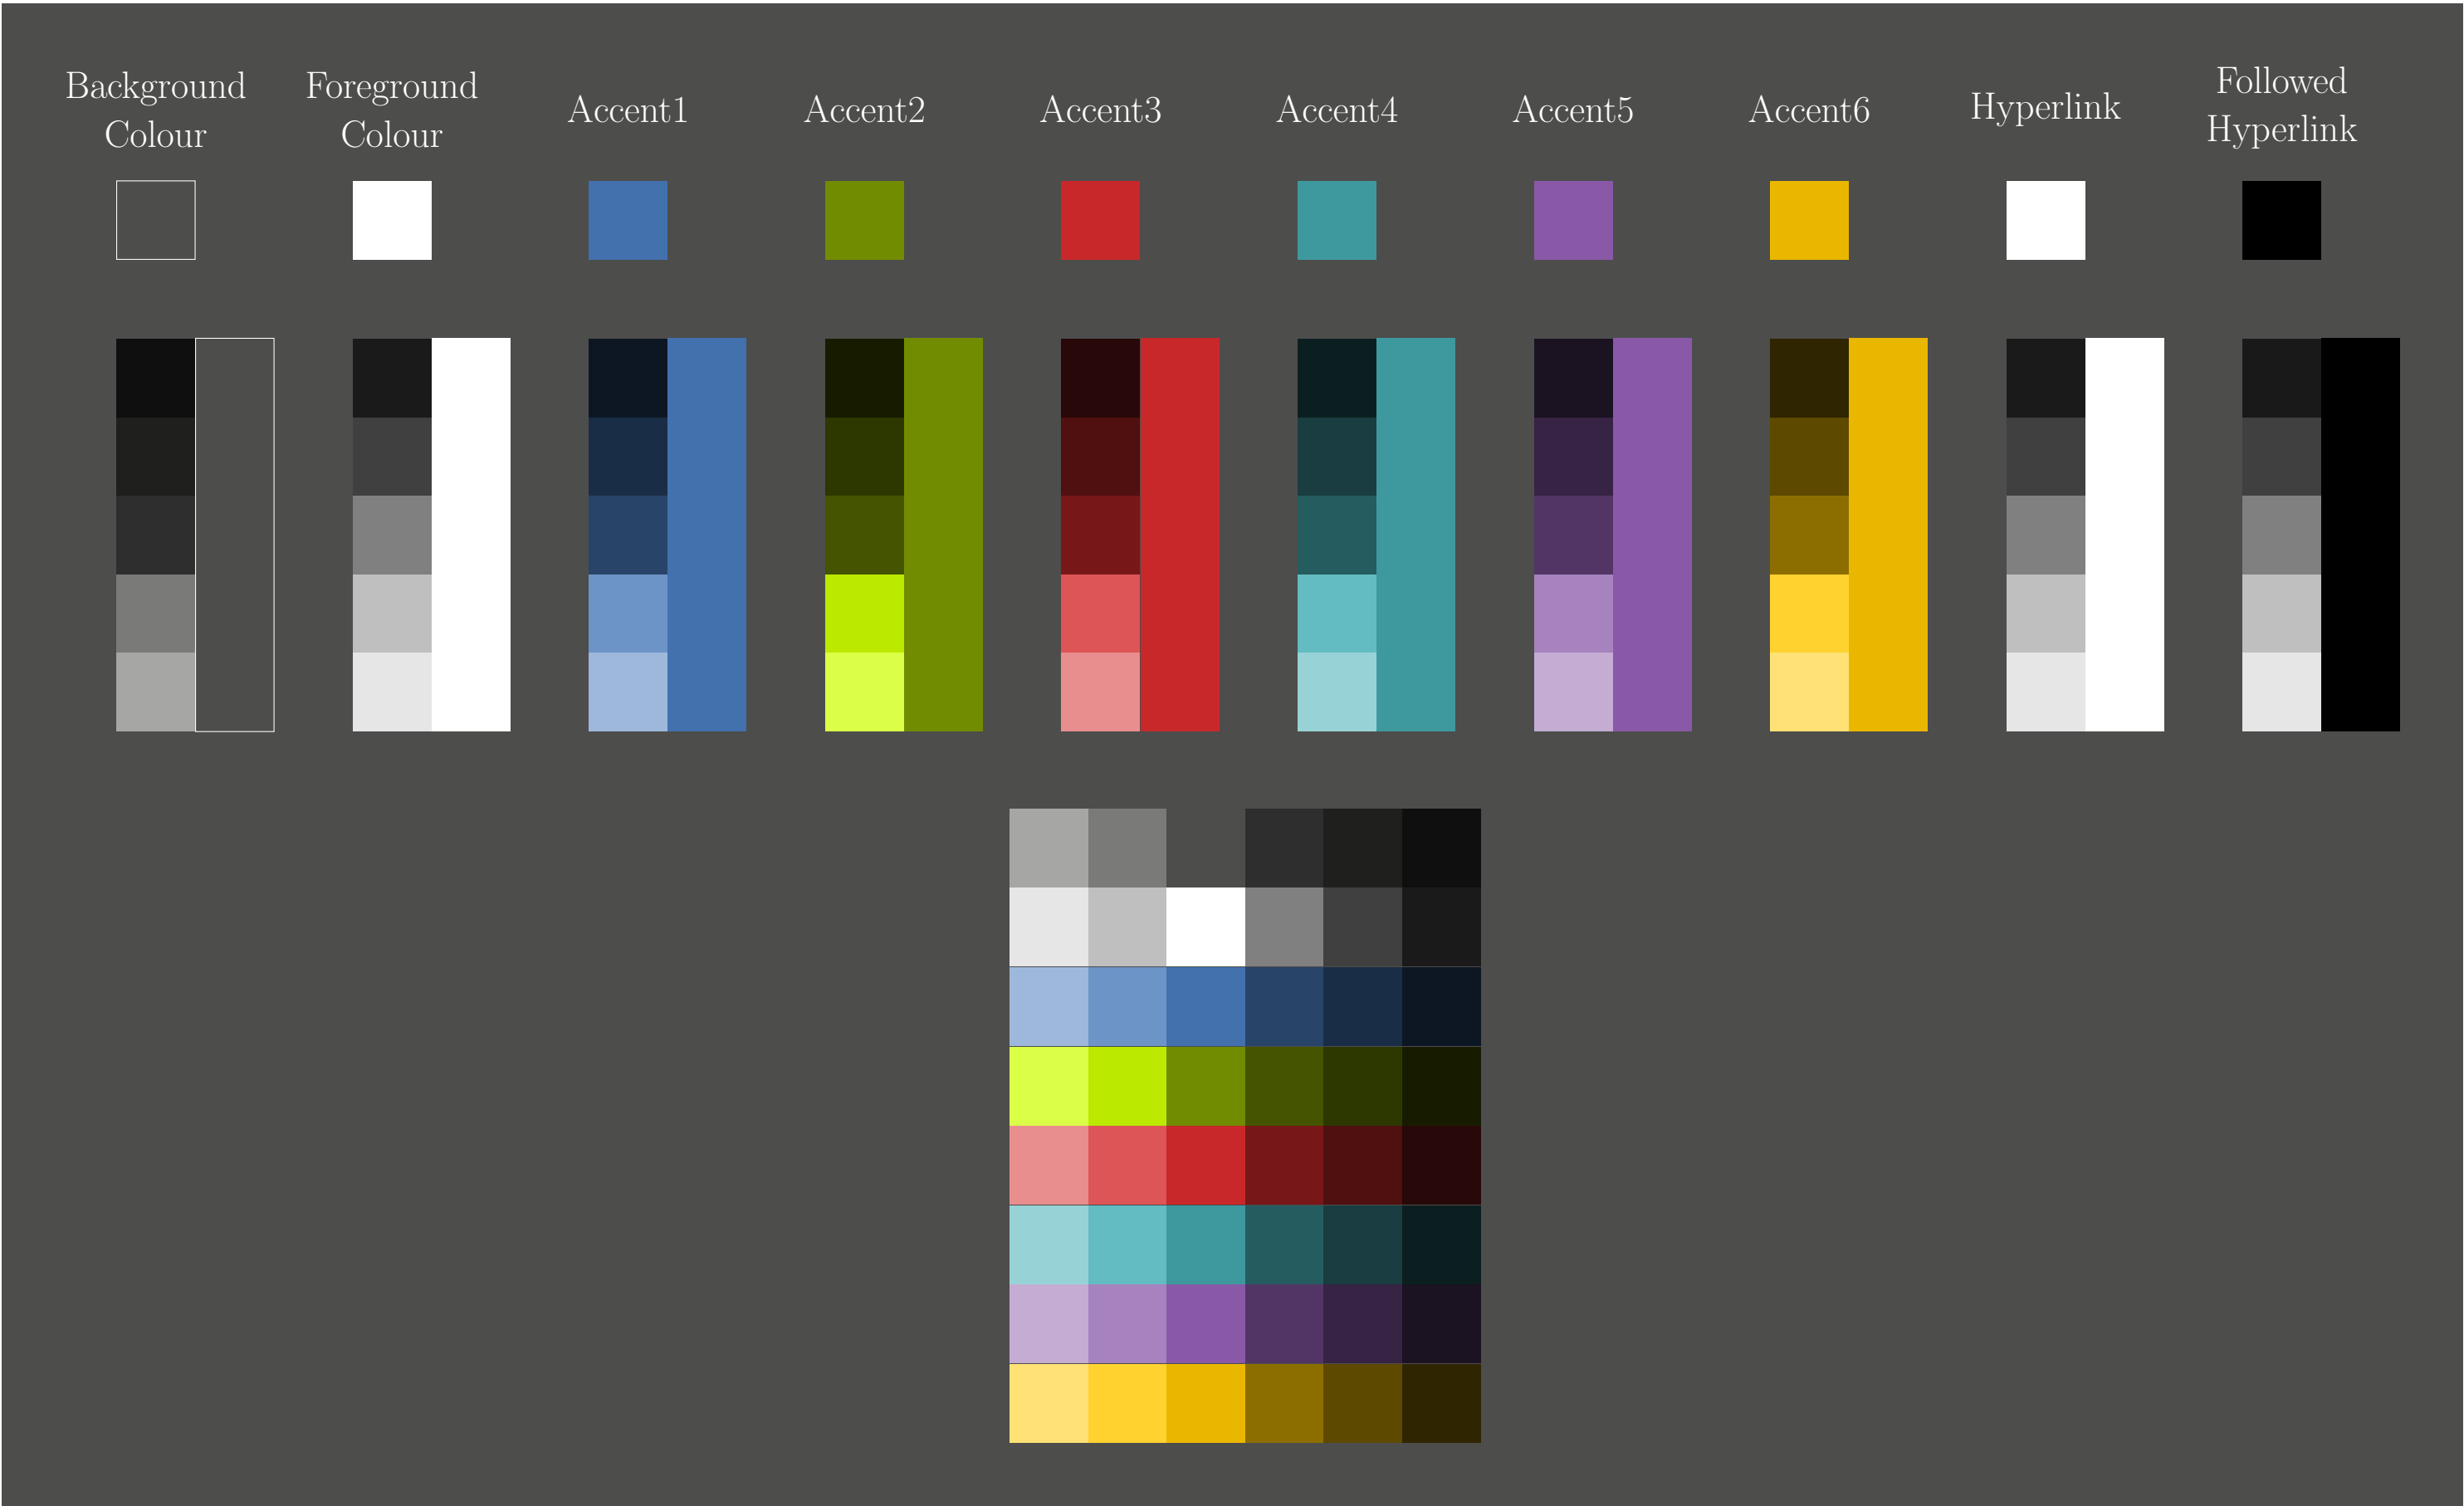 Background
Colour
Foreground
Colour
Accent1
Accent2
Accent3
Accent4
Accent5
Accent6
Hyperlink
Followed
Hyperlink